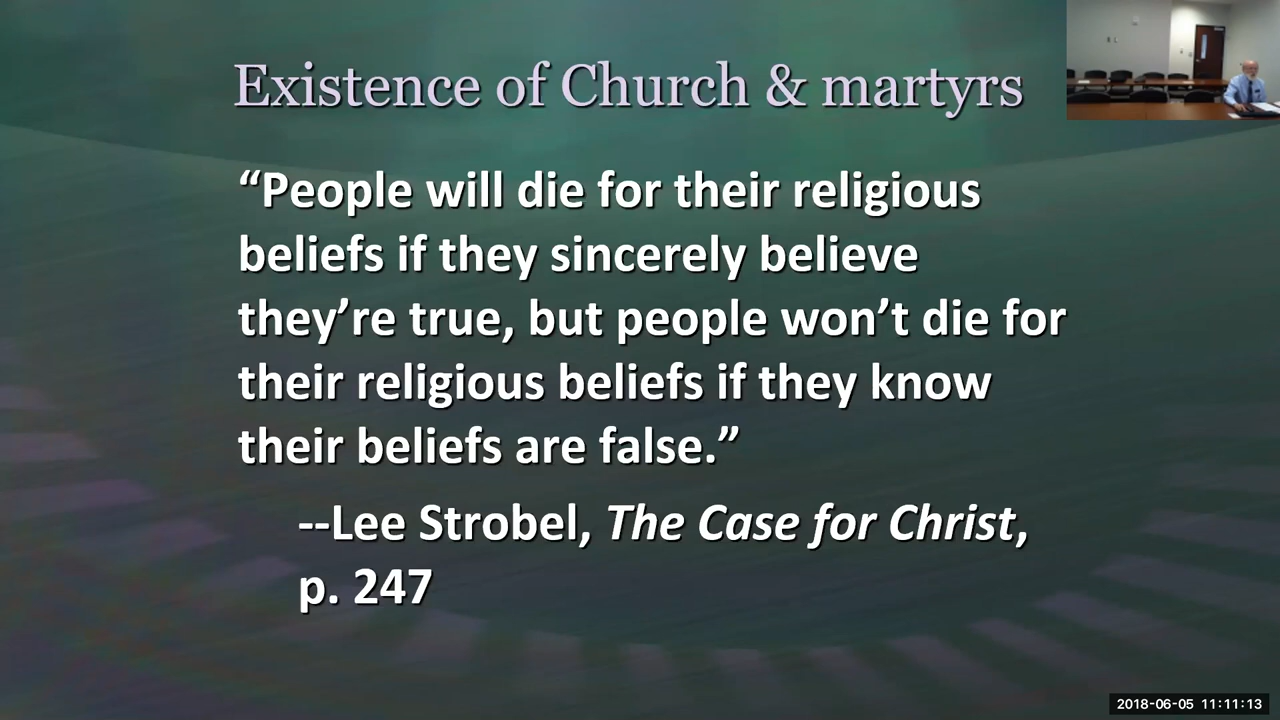 Existence of Church & martyrs
“People will die for their religious
beliefs if they sincerely believe
they’re true, but people won’t die for
their religious beliefs if they know
their beliefs are false.”
--Lee Strobel, The Case for Christ,
p. 247
2018-06-05 11:11:13